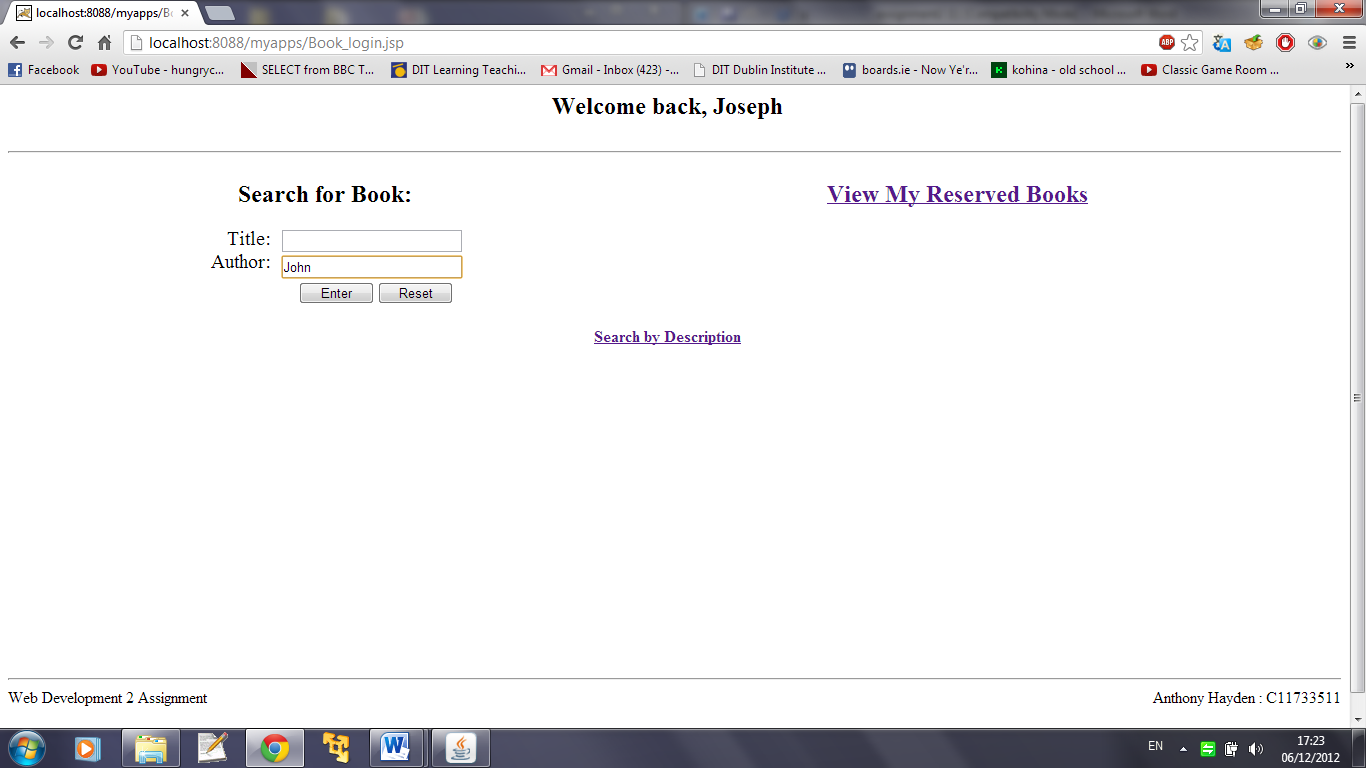 localhost:8088/myapps/Bo
localhost:8088/myapps/Book_login.jsp
ABP
Facebook YouTube - hungryc... SELECT from BBC T... DIT Learning Teachi... Gmail - Inbox (423) -... DIT Dublin Institute ... boards.ie - Now Ye'r... kohina - old school ... Classic Game Room ... »
Welcome back, Joseph
Search for Book: View My Reserved Books
Title:
Author: John
Enter Reset
Search by Description
Web Development 2 Assignment Anthony Hayden : C11733511
EN 17:23
06/12/2012